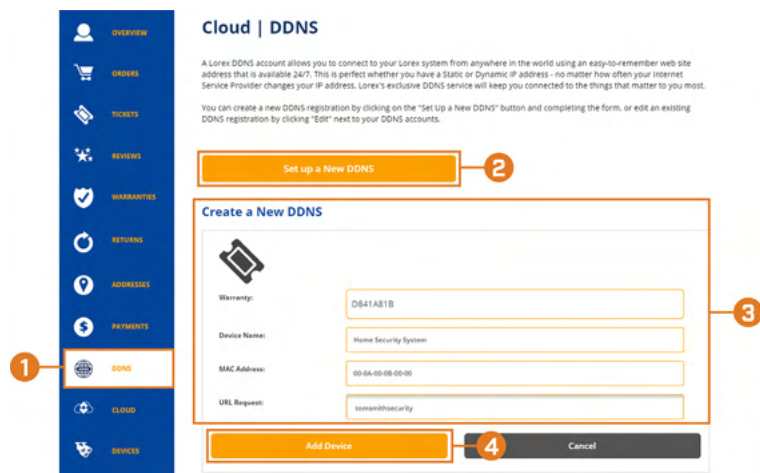 OVERVIEW
ORDERS
TICKETS
REVIEWS
WARRANTIES
RETURNS
ADDRESSES
PAYMENTS
DDNS
CLOUD
DEVICES
1
Cloud | DDNS
A Lorex DDNS account allows you to connect to your Lorex system from anywhere in the world using an easy-to-remember web site
address that is available 24/7. This is perfect whether you have a Static or Dynamic IP address - no matter how often your Internet
Service Provider changes your IP address. Lorex's exclusive DDNS service will keep you connected to the things that matter to you most.
You can create a new DDNS registration by clicking on the "Set Up a New DDNS" button and completing the form, or edit an existing
DDNS registration by clicking "Edit" next to your DDNS accounts.
Set up a New DDNS
2
Create a New DDNS
Warranty:
D841A81B
3
Device Name:
Home Security System
MAC Address:
00-0A-00-0B-00-00
URL Request:
tomsmithsecurity
Add Device
4
Cancel